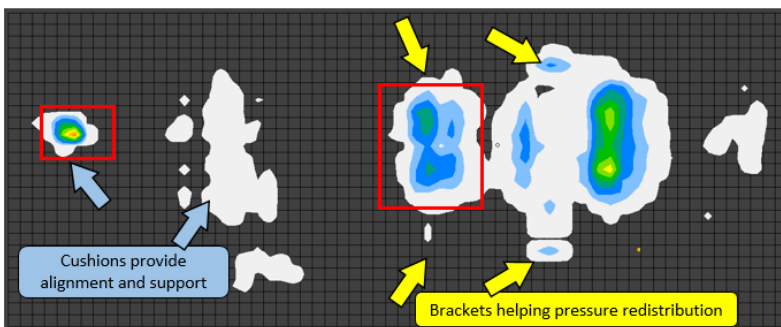 Cushions provide
alignment and support
Brackets helping pressure redistribution